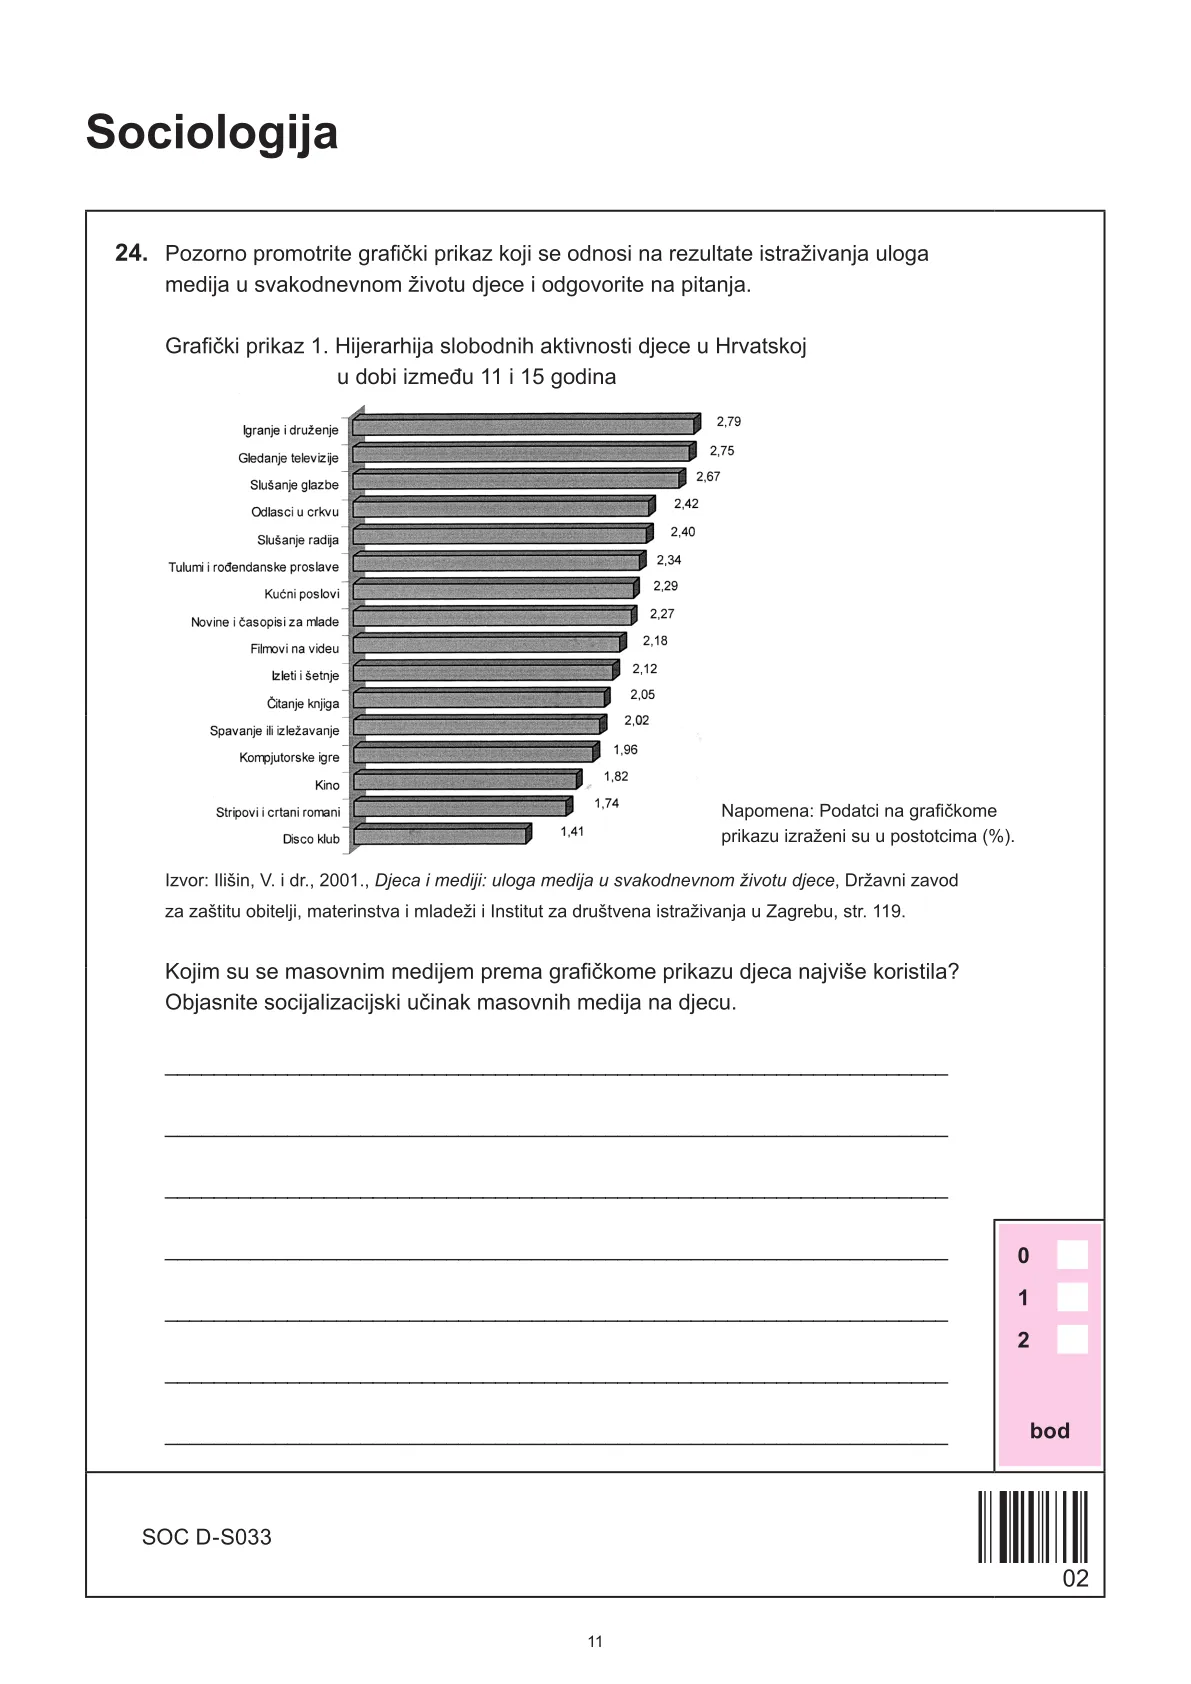 Sociologija
24. Pozorno promotrite grafički prikaz koji se odnosi na rezultate istraživanja uloga
medija u svakodnevnom životu djece i odgovorite na pitanja.
Grafički prikaz 1. Hijerarhija slobodnih aktivnosti djece u Hrvatskoj
u dobi između 11 i 15 godina
Igranje i druženje 2,79
Gledanje televizije 2,75
Slušanje glazbe 2,67
Odlasci u crkvu 2,42
Slušanje radija 2,40
Tulumi i rođendanske proslave 2,34
Kućni poslovi 2,29
Novine i časopisi za mlade 2,27
Filmovi na videu 2,18
Izleti i šetnje 2,12
Čitanje knjiga 2,05
Spavanje ili izležavanje 2,02
Kompjutorske igre 1,96
Kino 1,82
Stripovi i crtani romani 1,74
Disco klub 1,41
Napomena: Podatci na grafičkome
prikazu izraženi su u postotcima (%).
Izvor: Ilišin, V. i dr., 2001., Djeca i mediji: uloga medija u svakodnevnom životu djece, Državni zavod
za zaštitu obitelji, materinstva i mladeži i Institut za društvena istraživanja u Zagrebu, str. 119.
Kojim su se masovnim medijem prema grafičkome prikazu djeca najviše koristila?
Objasnite socijalizacijski učinak masovnih medija na djecu.
0
1
2
bod
SOC D-S033
02
11